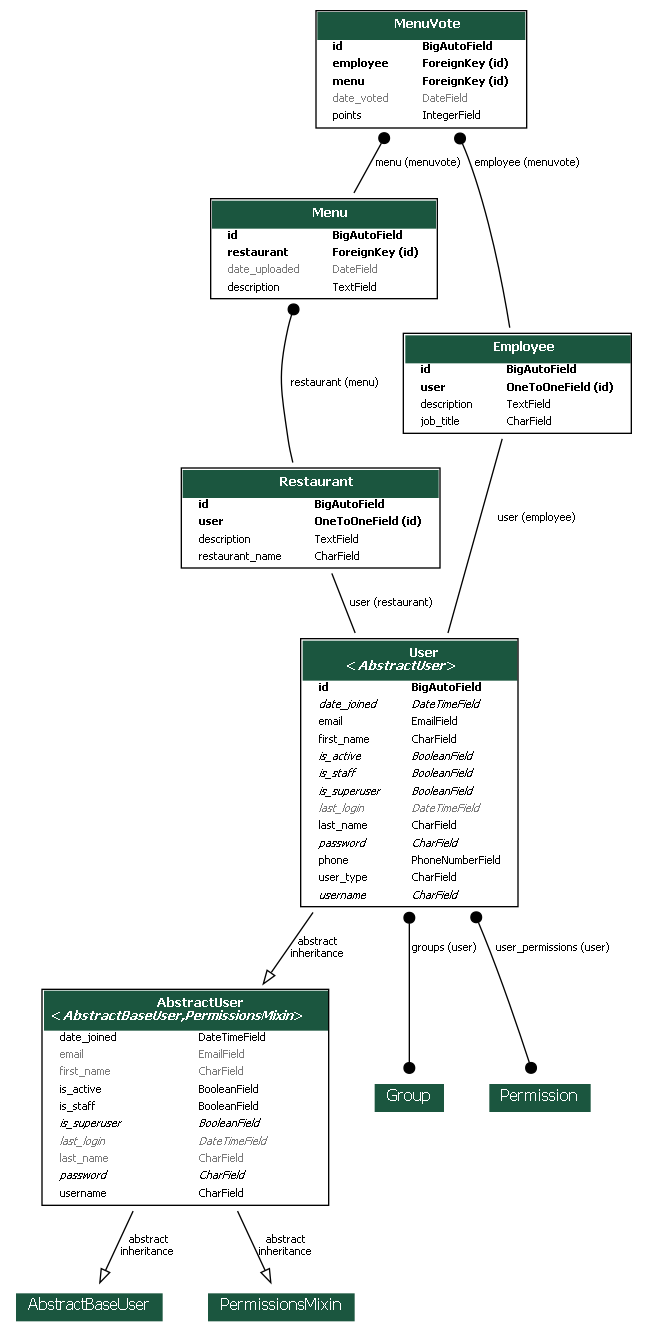 MenuVote
id BigAutoField
employee ForeignKey (id)
menu ForeignKey (id)
date_voted DateField
points IntegerField
menu (menuvote) employee (menuvote)
Menu
id BigAutoField
restaurant ForeignKey (id)
date_uploaded DateField
description TextField
restaurant (menu)
Employee
id BigAutoField
user OneToOneField (id)
description TextField
job_title CharField
Restaurant
id BigAutoField
user OneToOneField (id)
description TextField
restaurant_name CharField
user (employee)
user (restaurant)
User
<AbstractUser>
id BigAutoField
date_joined DateTimeField
email EmailField
first_name CharField
is_active BooleanField
is_staff BooleanField
is_superuser BooleanField
last_login DateTimeField
last_name CharField
password CharField
phone PhoneNumberField
user_type CharField
username CharField
abstract
inheritance
groups (user) user_permissions (user)
AbstractUser
<AbstractBaseUser,PermissionsMixin>
date_joined DateTimeField
email EmailField
first_name CharField
is_active BooleanField
is_staff BooleanField
is_superuser BooleanField
last_login DateTimeField
last_name CharField
password CharField
username CharField
Group
Permission
abstract
inheritance
abstract
inheritance
AbstractBaseUser
PermissionsMixin